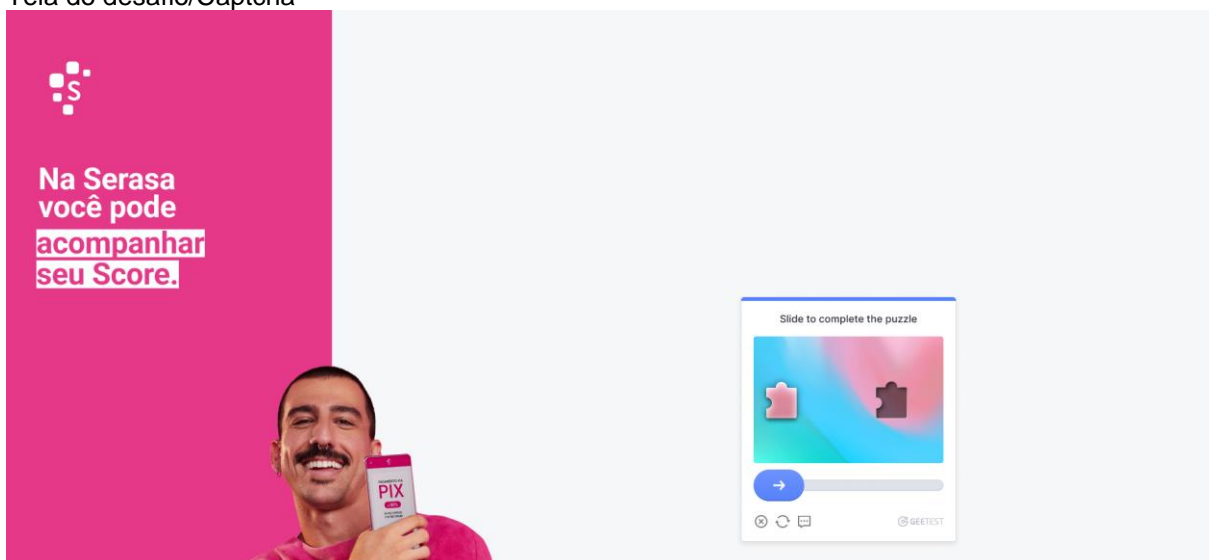 Tela do desafio/Captcha
S
Na Serasa
você pode
acompanhar
seu Score.
PIX
Slide to complete the puzzle
GEETEST